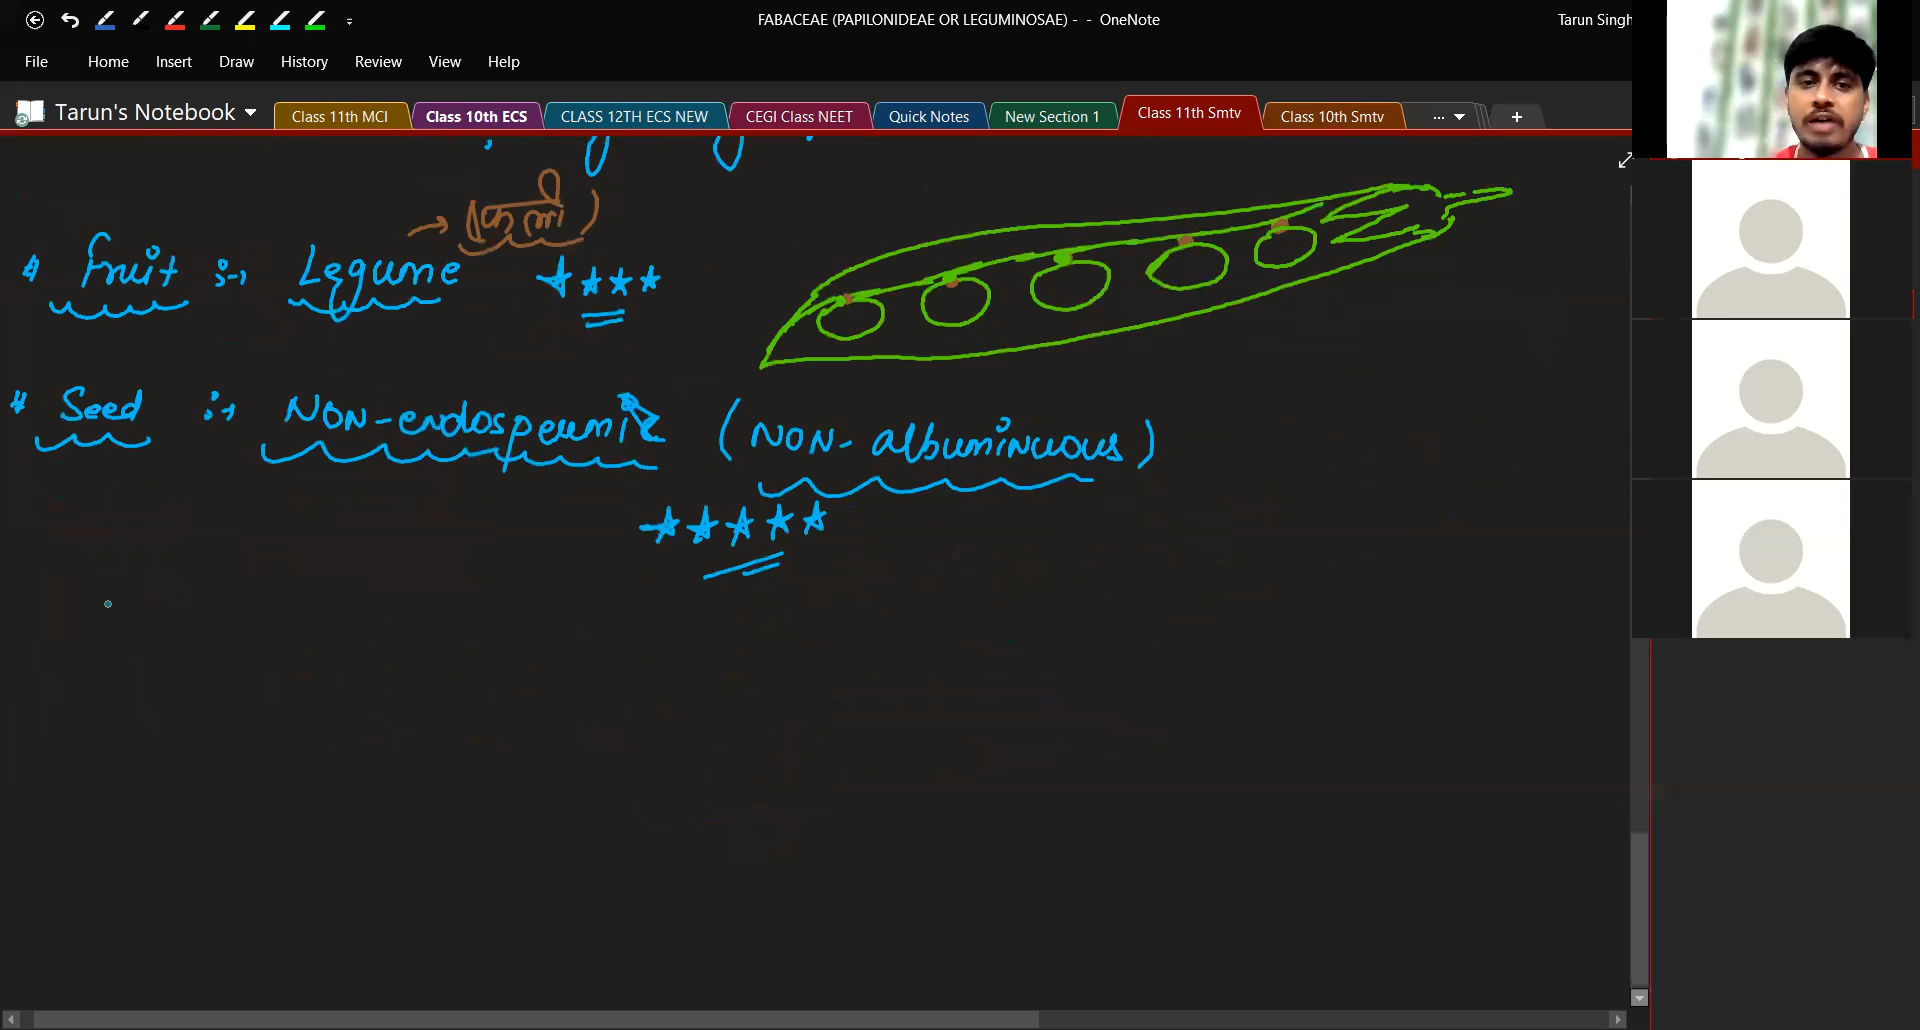 FABACEAE (PAPILONIDEAE OR LEGUMINOSAE) - - OneNote
Tarun Singh
File Home Insert Draw History Review View Help
Tarun's Notebook
Class 11th MCI Class 10th ECS CLASS 12TH ECS NEW CEGI Class NEET Quick Notes New Section 1 Class 11th Smtv Class 10th Smtv ... +
* fruit :- Legume
* Seed :- NON-endospermic (NON-albuminuous)